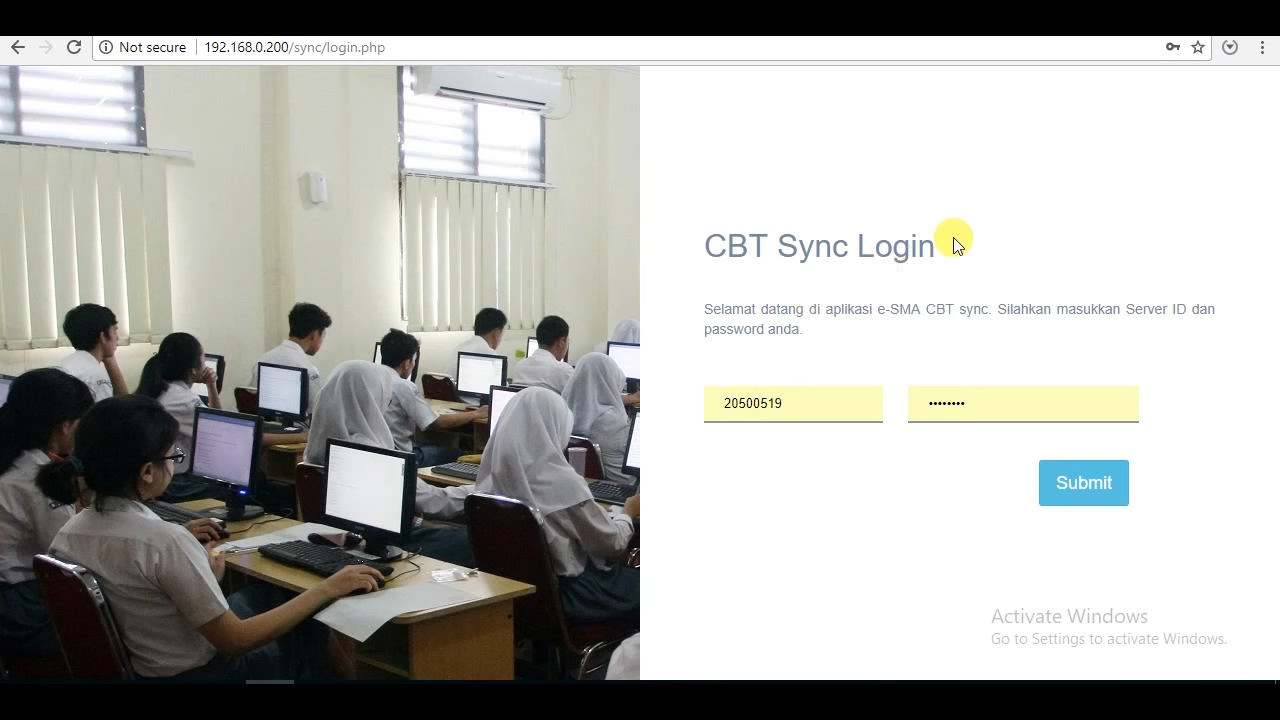 Not secure
192.168.0.200/sync/login.php
CBT Sync Login
Selamat datang di aplikasi e-SMA CBT sync. Silahkan masukkan Server ID dan
password anda.
20500519
••••••••
Submit
Activate Windows
Go to Settings to activate Windows.